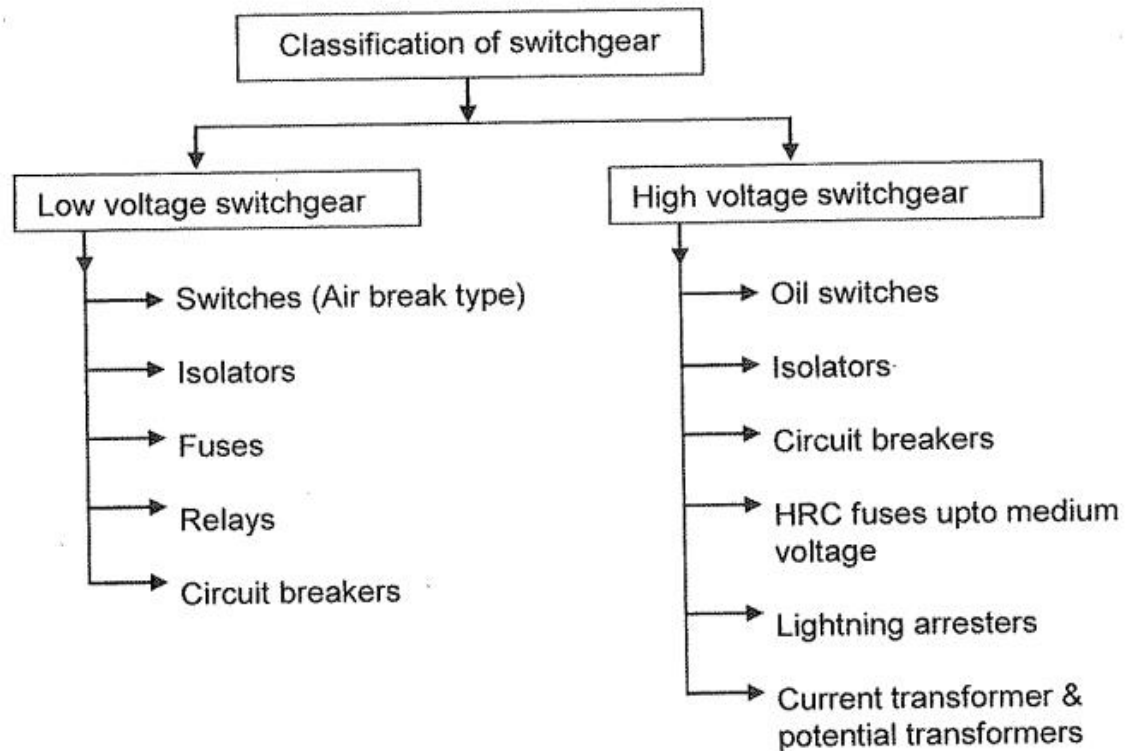 Classification of switchgear
Low voltage switchgear
Switches (Air break type)
Isolators
Fuses
Relays
Circuit breakers
High voltage switchgear
Oil switches
Isolators
Circuit breakers
HRC fuses upto medium
voltage
Lightning arresters
Current transformer &
potential transformers